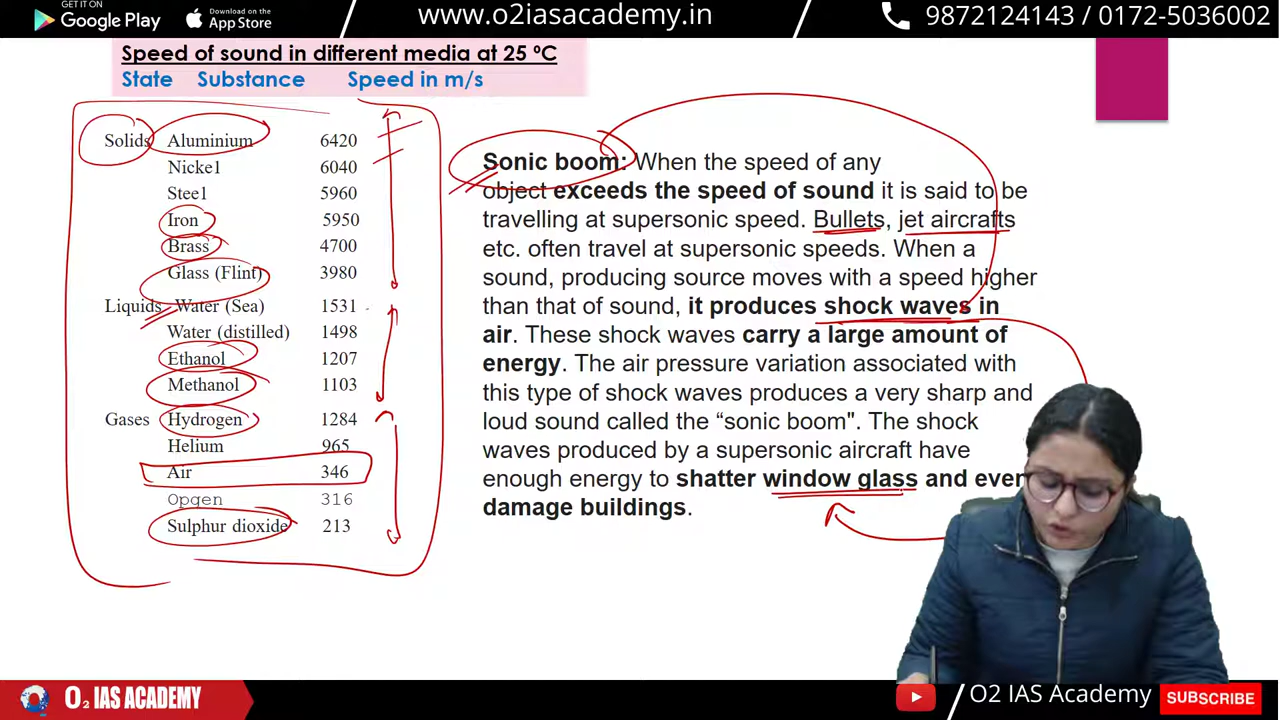 GET IT ON
Google Play
Download on the
App Store
www.o2iasacademy.in
9872124143 / 0172-5036002
Speed of sound in different media at 25 ºC
State Substance Speed in m/s
Solids Aluminium 6420
Nicke1 6040
Stee1 5960
Iron 5950
Brass 4700
Glass (Flint) 3980
Liquids Water (Sea) 1531
Water (distilled) 1498
Ethanol 1207
Methanol 1103
Gases Hydrogen 1284
Helium 965
Air 346
Opgen 316
Sulphur dioxide 213
Sonic boom: When the speed of any
object exceeds the speed of sound it is said to be
travelling at supersonic speed. Bullets, jet aircrafts
etc. often travel at supersonic speeds. When a
sound, producing source moves with a speed higher
than that of sound, it produces shock waves in
air. These shock waves carry a large amount of
energy. The air pressure variation associated with
this type of shock waves produces a very sharp and
loud sound called the “sonic boom". The shock
waves produced by a supersonic aircraft have
enough energy to shatter window glass and even
damage buildings.
O₂ IAS ACADEMY
O2 IAS Academy
SUBSCRIBE